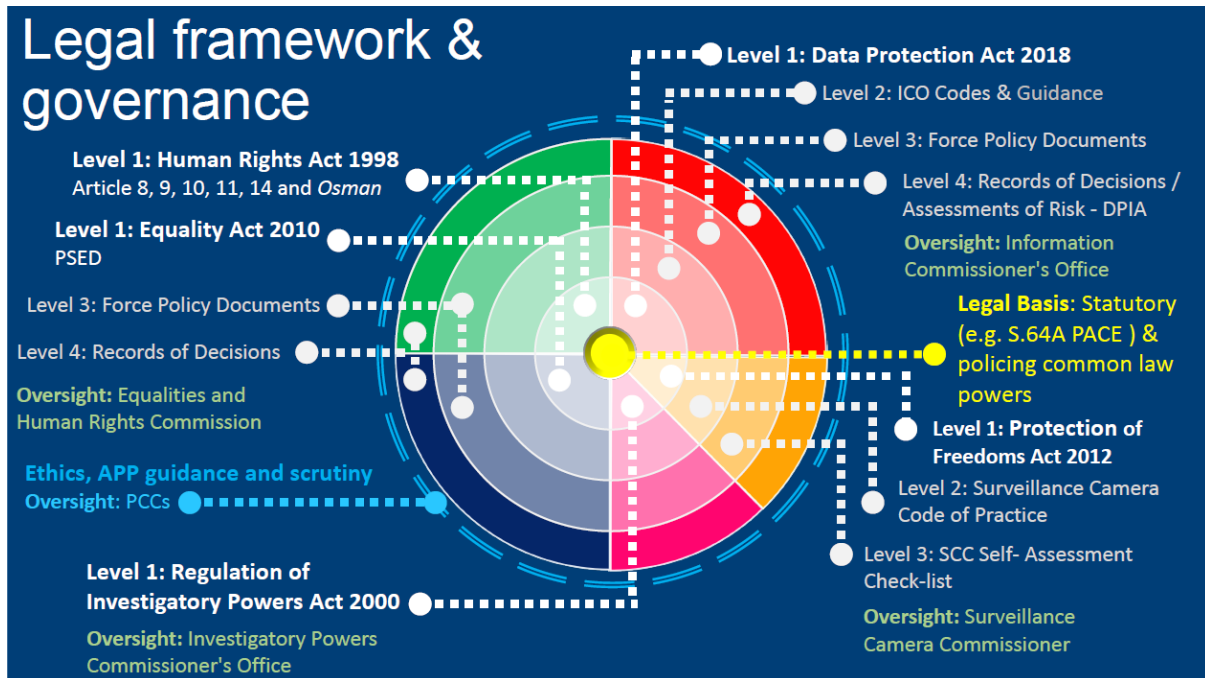 Legal framework &
governance
Level 1: Human Rights Act 1998
Article 8, 9, 10, 11, 14 and Osman
Level 1: Equality Act 2010
PSED
Level 3: Force Policy Documents
Level 4: Records of Decisions
Oversight: Equalities and
Human Rights Commission
Ethics, APP guidance and scrutiny
Oversight: PCCs
Level 1: Regulation of
Investigatory Powers Act 2000
Oversight: Investigatory Powers
Commissioner's Office
Level 1: Data Protection Act 2018
Level 2: ICO Codes & Guidance
Level 3: Force Policy Documents
Level 4: Records of Decisions /
Assessments of Risk - DPIA
Oversight: Information
Commissioner's Office
Legal Basis: Statutory
(e.g. S.64A PACE ) &
policing common law
powers
Level 1: Protection of
Freedoms Act 2012
Level 2: Surveillance Camera
Code of Practice
Level 3: SCC Self- Assessment
Check-list
Oversight: Surveillance
Camera Commissioner